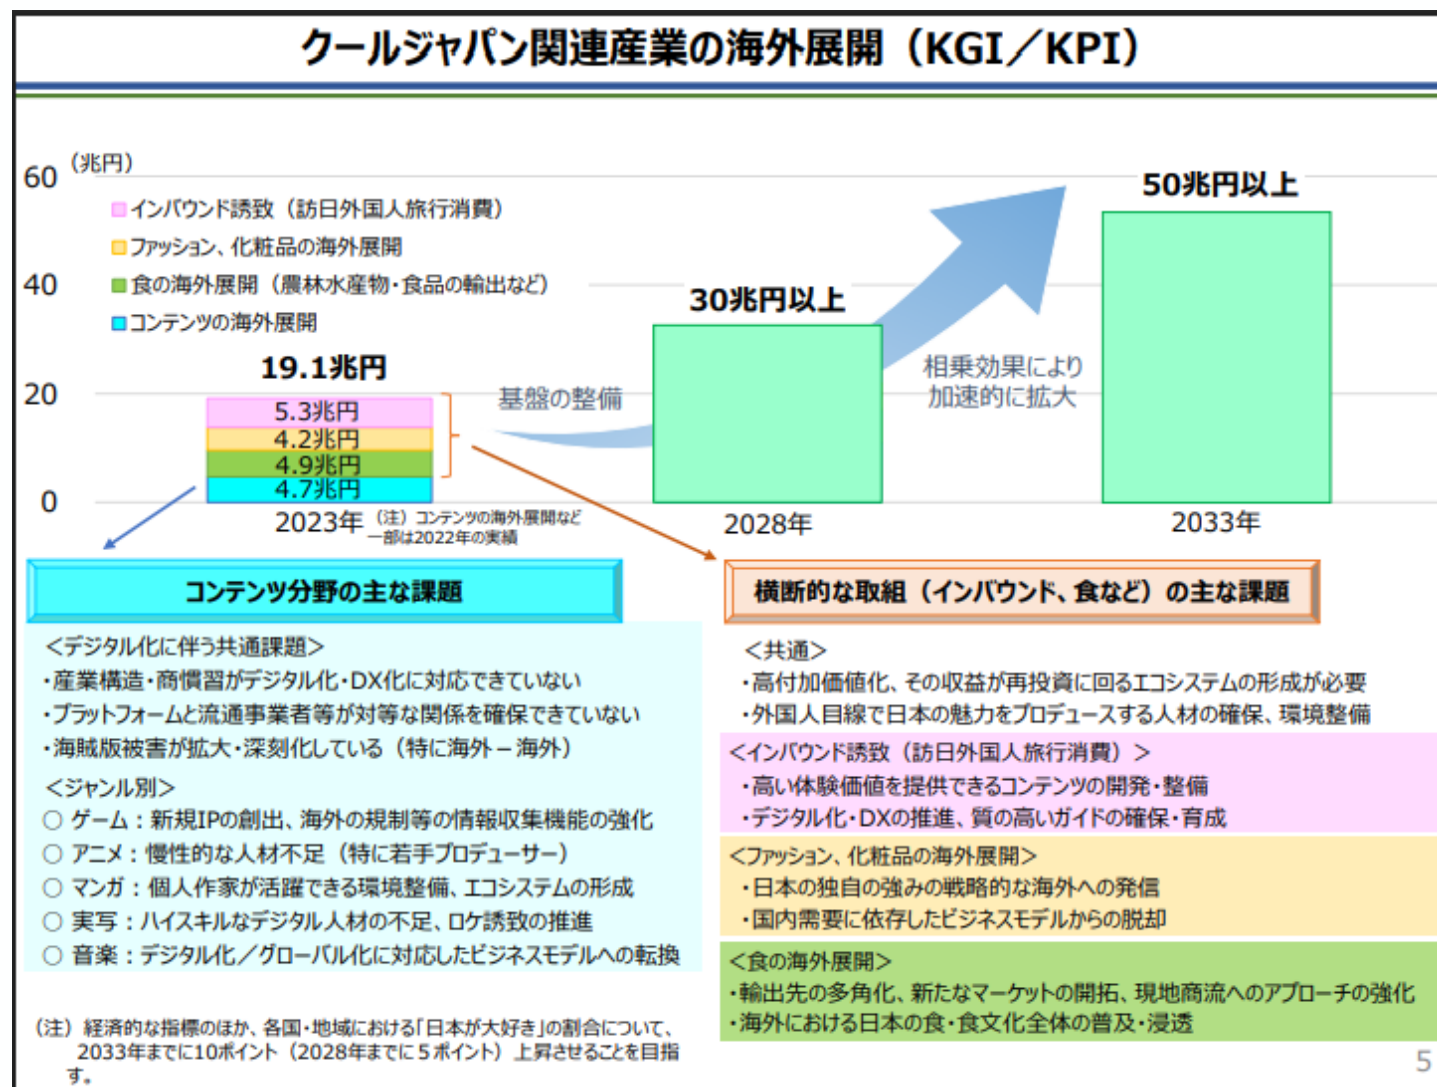 クールジャパン関連産業の海外展開（KGI／KPI）
（兆円）
60
40
20
0
インバウンド誘致（訪日外国人旅行消費）
ファッション、化粧品の海外展開
食の海外展開（農林水産物・食品の輸出など）
コンテンツの海外展開
19.1兆円
5.3兆円
4.2兆円
4.9兆円
4.7兆円
2023年
（注）コンテンツの海外展開など
一部は2022年の実績
基盤の整備
30兆円以上
2028年
相乗効果により
加速的に拡大
50兆円以上
2033年
コンテンツ分野の主な課題
＜デジタル化に伴う共通課題＞
・産業構造・商慣習がデジタル化・DX化に対応できていない
・プラットフォームと流通事業者等が対等な関係を確保できていない
・海賊版被害が拡大・深刻化している（特に海外－海外）
＜ジャンル別＞
○ ゲーム：新規IPの創出、海外の規制等の情報収集機能の強化
○ アニメ：慢性的な人材不足（特に若手プロデューサー）
○ マンガ：個人作家が活躍できる環境整備、エコシステムの形成
○ 実写：ハイスキルなデジタル人材の不足、ロケ誘致の推進
○ 音楽：デジタル化／グローバル化に対応したビジネスモデルへの転換
（注）経済的な指標のほか、各国・地域における「日本が大好き」の割合について、
2033年までに10ポイント（2028年までに５ポイント）上昇させることを目指
す。
横断的な取組（インバウンド、食など）の主な課題
＜共通＞
・高付加価値化、その収益が再投資に回るエコシステムの形成が必要
・外国人目線で日本の魅力をプロデュースする人材の確保、環境整備
＜インバウンド誘致（訪日外国人旅行消費）＞
・高い体験価値を提供できるコンテンツの開発・整備
・デジタル化・DXの推進、質の高いガイドの確保・育成
＜ファッション、化粧品の海外展開＞
・日本の独自の強みの戦略的な海外への発信
・国内需要に依存したビジネスモデルからの脱却
＜食の海外展開＞
・輸出先の多角化、新たなマーケットの開拓、現地商流へのアプローチの強化
・海外における日本の食・食文化全体の普及・浸透
5